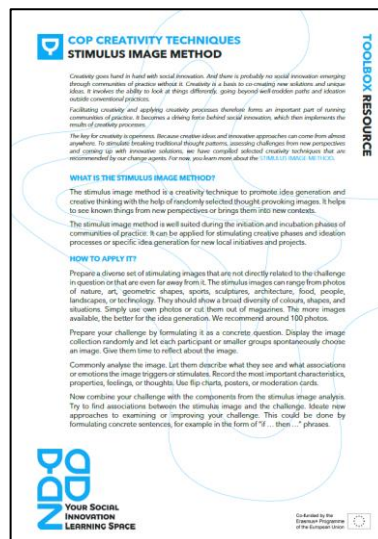 COP CREATIVITY TECHNIQUES
STIMULUS IMAGE METHOD
TOOLBOX RESOURCE
Creativity goes hand in hand with social innovation. And there is probably no social innovation emerging
through communities of practice without it. Creativity is a basis to co-creating new solutions and unique
ideas. It involves the ability to look at things differently, going beyond well-trodden paths and ideation
outside conventional practices.
Facilitating creativity and applying creativity processes therefore forms an important part of running
communities of practice. It becomes a driving force behind social innovation, which then implements the
results of creativity processes.
The key for creativity is openness. Because creative ideas and innovative approaches can come from almost
anywhere. To stimulate breaking traditional thought patterns, assessing challenges from new perspectives
and coming up with innovative solutions, we have compiled selected creativity techniques that are
recommended by our change agents. For now, you learn more about the STIMULUS IMAGE METHOD.
WHAT IS THE STIMULUS IMAGE METHOD?
The stimulus image method is a creativity technique to promote idea generation and
creative thinking with the help of randomly selected thought-provoking images. It helps
to see known things from new perspectives or brings them into new contexts.
The stimulus image method is well suited during the initiation and incubation phases of
communities of practice. It can be applied for stimulating creative phases and ideation
processes or specific idea generation for new local initiatives and projects.
HOW TO APPLY IT?
Prepare a diverse set of stimulating images that are not directly related to the challenge
in question or that are even far away from it. The stimulus images can range from photos
of nature, art, geometric shapes, sports, sculptures, architecture, food, people,
landscapes, or technology. They should show a broad diversity of colours, shapes, and
situations. Simply use own photos or cut them out of magazines. The more images
available, the better for the idea generation. We recommend around 100 photos.
Prepare your challenge by formulating it as a concrete question. Display the image
collection randomly and let each participant or smaller groups spontaneously choose
an image. Give them time to reflect about the image.
Commonly analyse the image. Let them describe what they see and what associations
or emotions the image triggers or stimulates. Record the most important characteristics,
properties, feelings, or thoughts. Use flip charts, posters, or moderation cards.
Now combine your challenge with the components from the stimulus image analysis.
Try to find associations between the stimulus image and the challenge. Ideate new
approaches to examining or improving your challenge. This could be done by
formulating concrete sentences, for example in the form of "if ... then ..." phrases.
YOUR SOCIAL
INNOVATION
LEARNING SPACE
Co-funded by the
Erasmus+ Programme
of the European Union